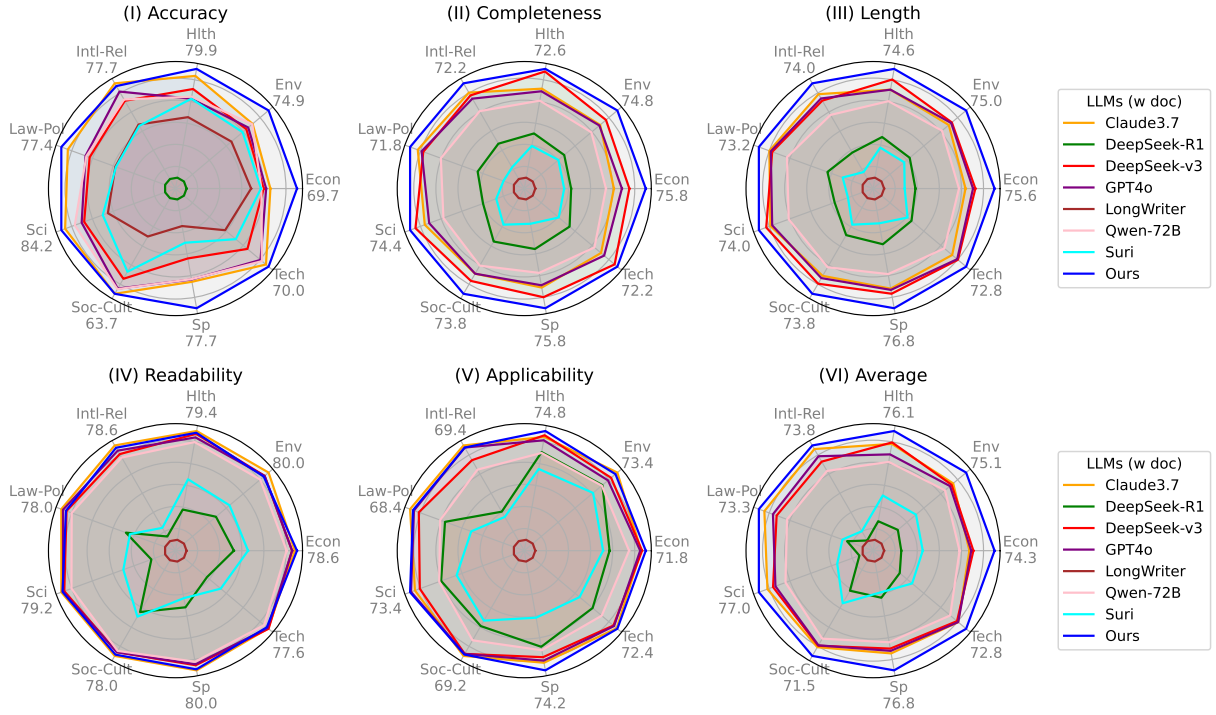 (I) Accuracy
Hlth
79.9
Intl-Rel
77.7
Env
74.9
Law-Pol
77.4
Econ
69.7
Sci
84.2
Tech
70.0
Soc-Cult
63.7
Sp
77.7
(II) Completeness
Hlth
72.6
Intl-Rel
72.2
Env
74.8
Law-Pol
71.8
Econ
75.8
Sci
74.4
Tech
72.2
Soc-Cult
73.8
Sp
75.8
(III) Length
Hlth
74.6
Intl-Rel
74.0
Env
75.0
Law-Pol
73.2
Econ
75.6
Sci
74.0
Tech
72.8
Soc-Cult
73.8
Sp
76.8
LLMs (w doc)
Claude3.7
DeepSeek-R1
DeepSeek-v3
GPT4o
LongWriter
Qwen-72B
Suri
Ours
(IV) Readability
Hlth
79.4
Intl-Rel
78.6
Env
80.0
Law-Pol
78.0
Econ
78.6
Sci
79.2
Tech
77.6
Soc-Cult
78.0
Sp
80.0
(V) Applicability
Hlth
74.8
Intl-Rel
69.4
Env
73.4
Law-Pol
68.4
Econ
71.8
Sci
73.4
Tech
72.4
Soc-Cult
69.2
Sp
74.2
(VI) Average
Hlth
76.1
Intl-Rel
73.8
Env
75.1
Law-Pol
73.3
Econ
74.3
Sci
77.0
Tech
72.8
Soc-Cult
71.5
Sp
76.8
LLMs (w doc)
Claude3.7
DeepSeek-R1
DeepSeek-v3
GPT4o
LongWriter
Qwen-72B
Suri
Ours